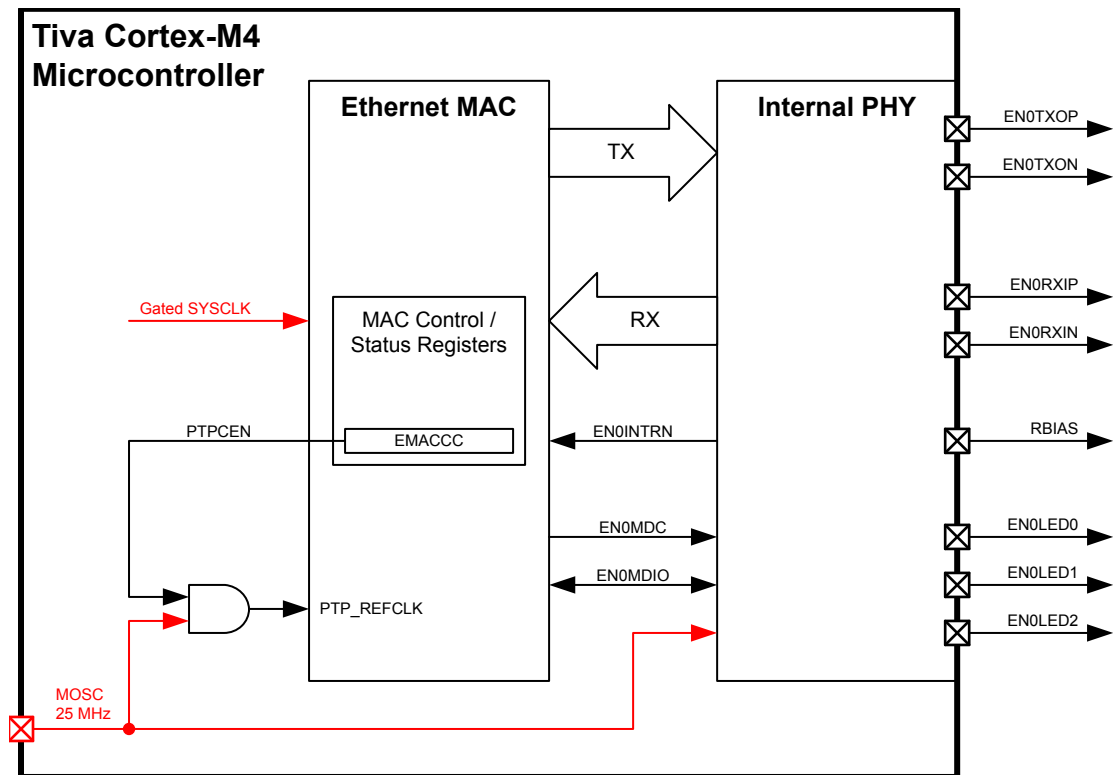 Tiva Cortex-M4
Microcontroller
Ethernet MAC
Internal PHY
TX
EN0TXOP
EN0TXON
Gated SYSCLK
MAC Control /
Status Registers
RX
EN0RXIP
EN0RXIN
PTPCEN
EMACCC
EN0INTRN
RBIAS
EN0MDC
EN0LED0
EN0MDIO
EN0LED1
PTP_REFCLK
EN0LED2
MOSC
25 MHz